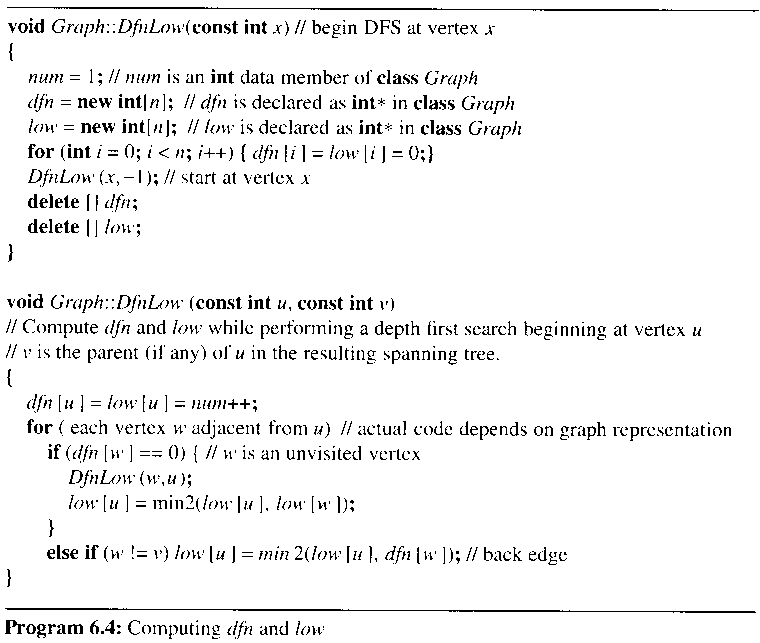 void Graph::DfnLow(const int x) // begin DFS at vertex x
{
num = 1; // num is an int data member of class Graph
dfn = new int[n]; // dfn is declared as int* in class Graph
low = new int[n]; // low is declared as int* in class Graph
for (int i = 0; i < n; i++) { dfn [i ] = low [i ] = 0;}
DfnLow (x,−1); // start at vertex x
delete [] dfn;
delete [] low;
}
void Graph::DfnLow (const int u, const int v)
// Compute dfn and low while performing a depth first search beginning at vertex u
// v is the parent (if any) of u in the resulting spanning tree.
{
dfn [u ] = low [u ] = num++;
for ( each vertex w adjacent from u) // actual code depends on graph representation
if (dfn [w ] == 0) { // w is an unvisited vertex
DfnLow (w,u);
low [u ] = min2(low [u ], low [w ]);
}
else if (w != v) low [u ] = min 2(low [u ], dfn [w ]); // back edge
}
Program 6.4: Computing dfn and low